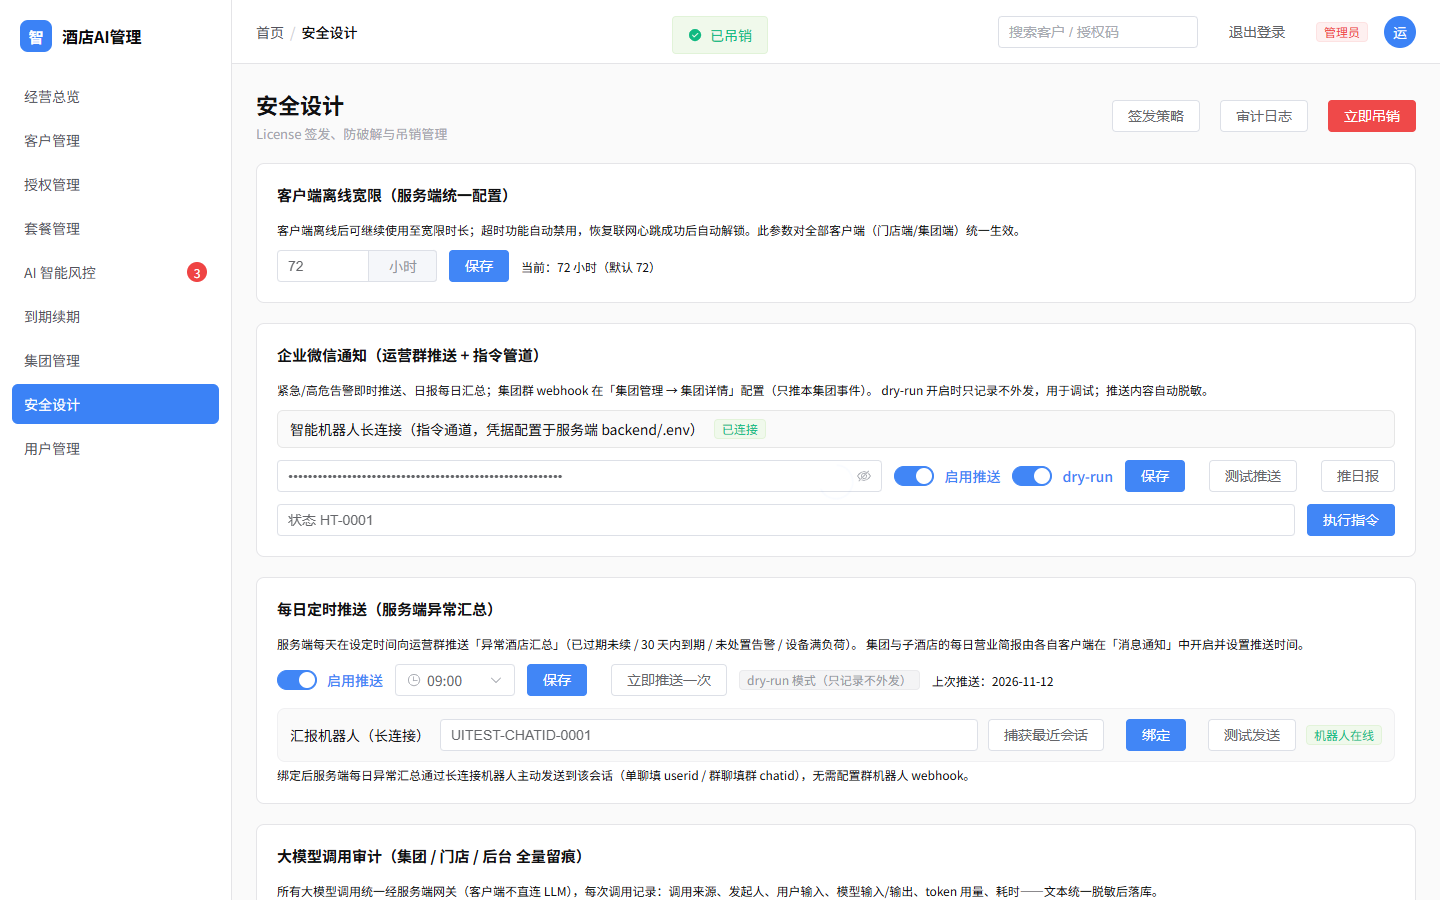 智 酒店AI管理
首页 / 安全设计
已吊销
搜索客户 / 授权码
退出登录
管理员
运
经营总览
客户管理
授权管理
套餐管理
AI 智能风控 3
到期续期
集团管理
安全设计
用户管理
安全设计
License 签发、防破解与吊销管理
签发策略
审计日志
立即吊销
客户端离线宽限（服务端统一配置）
客户端离线后可继续使用至宽限时长；超时功能自动禁用，恢复联网心跳成功后自动解锁。此参数对全部客户端（门店端/集团端）统一生效。
72 小时 保存 当前：72 小时（默认 72）
企业微信通知（运营群推送 + 指令管道）
紧急/高危告警即时推送、日报每日汇总；集团群 webhook 在「集团管理 → 集团详情」配置（只推本集团事件）。 dry-run 开启时只记录不外发，用于调试；推送内容自动脱敏。
智能机器人长连接（指令通道，凭据配置于服务端 backend/.env） 已连接
启用推送 dry-run 保存 测试推送 推日报
状态 HT-0001 执行指令
每日定时推送（服务端异常汇总）
服务端每天在设定时间向运营群推送「异常酒店汇总」（已过期未续 / 30 天内到期 / 未处置告警 / 设备满负荷）。 集团与子酒店的每日营业简报由各自客户端在「消息通知」中开启并设置推送时间。
启用推送 09:00 保存 立即推送一次 dry-run 模式（只记录不外发） 上次推送：2026-11-12
汇报机器人（长连接） UITEST-CHATID-0001 捕获最近会话 绑定 测试发送 机器人在线
绑定后服务端每日异常汇总通过长连接机器人主动发送到该会话（单聊填 userid / 群聊填群 chatid），无需配置群机器人 webhook。
大模型调用审计（集团 / 门店 / 后台 全量留痕）
所有大模型调用统一经服务端网关（客户端不直连 LLM），每次调用记录：调用来源、发起人、用户输入、模型输入/输出、token 用量、耗时——文本统一脱敏后落库。